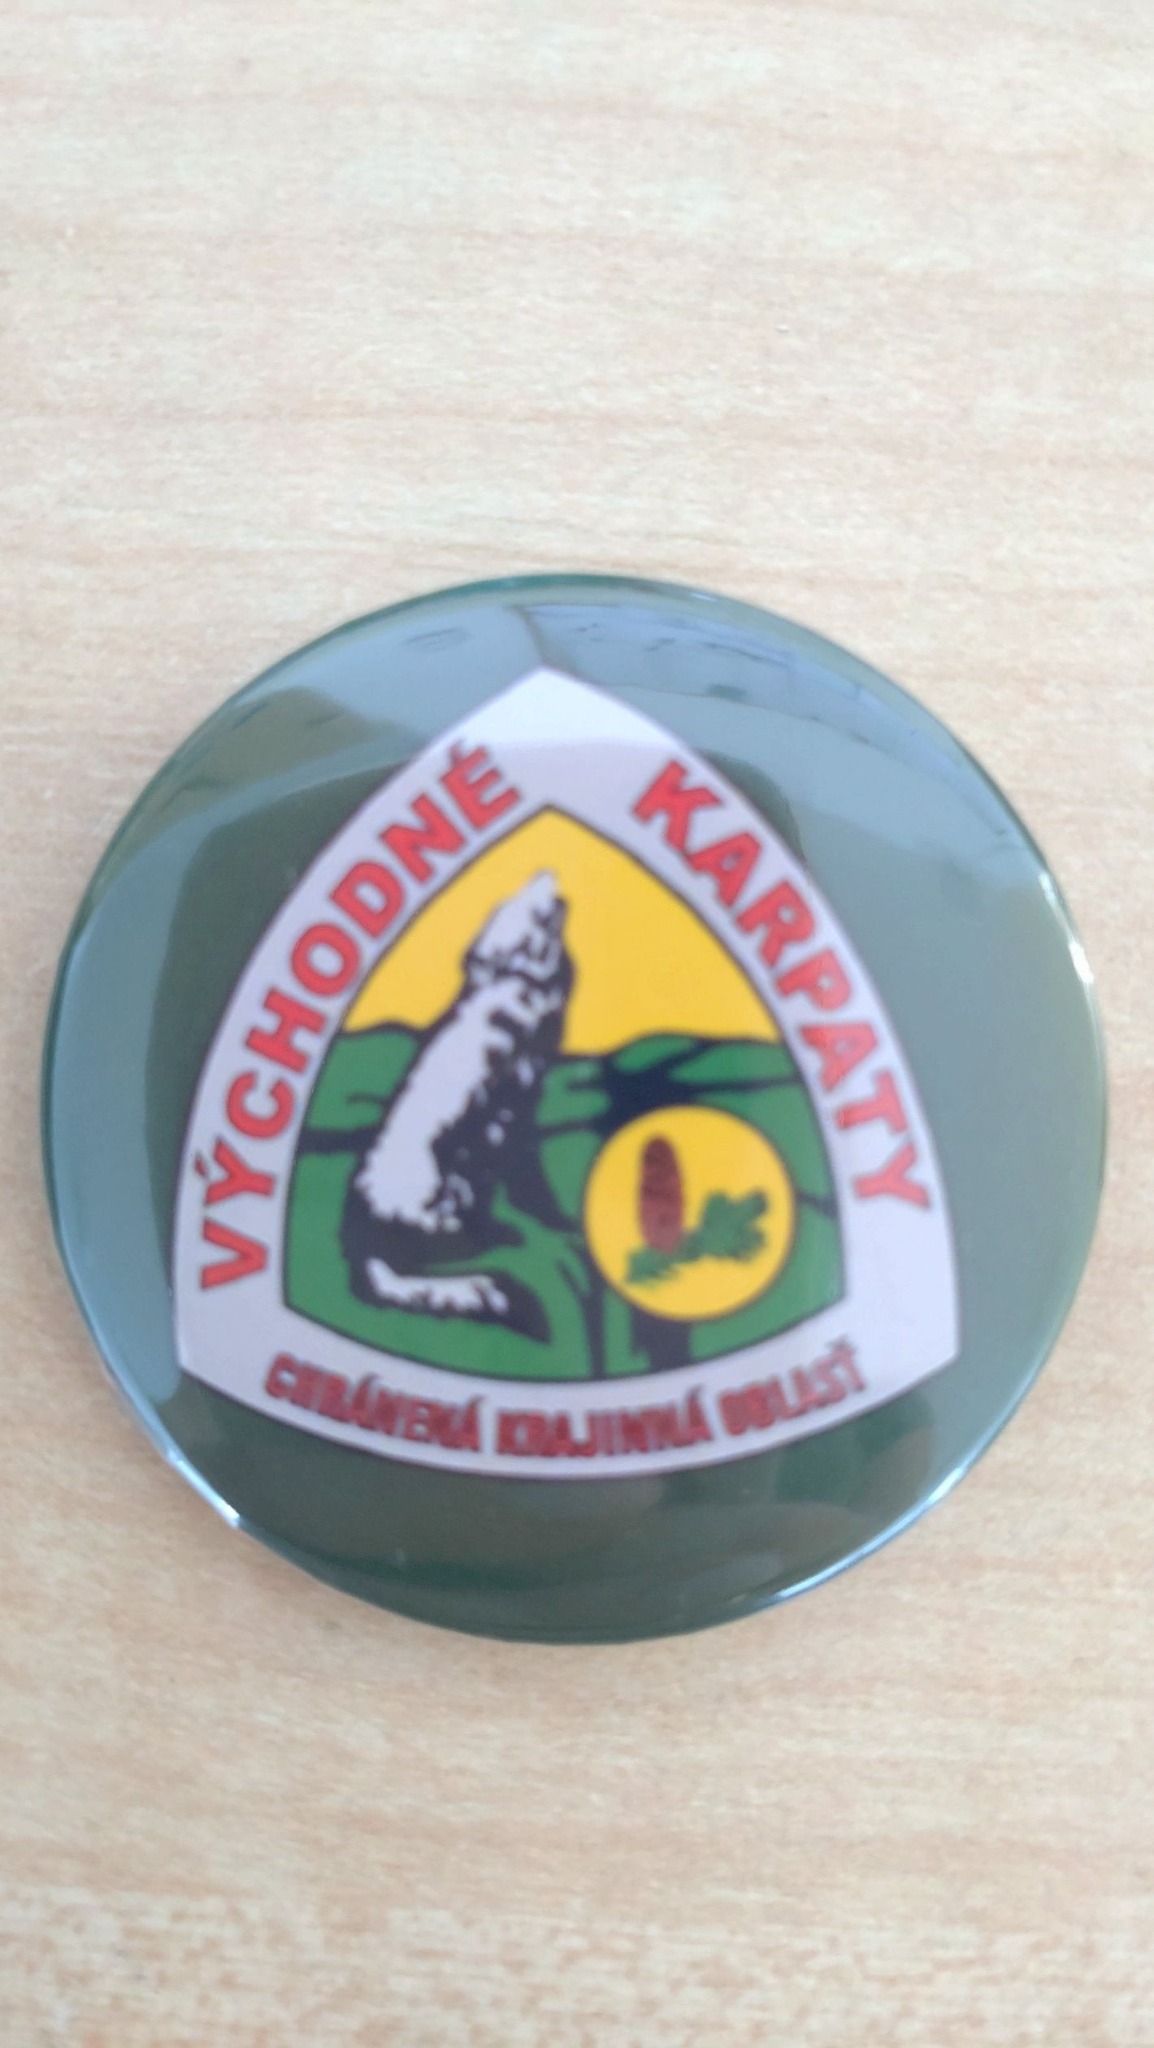 VÝCHODNÉ KARPATY
CHRÁNENÁ KRAJINNÁ OBLASŤ